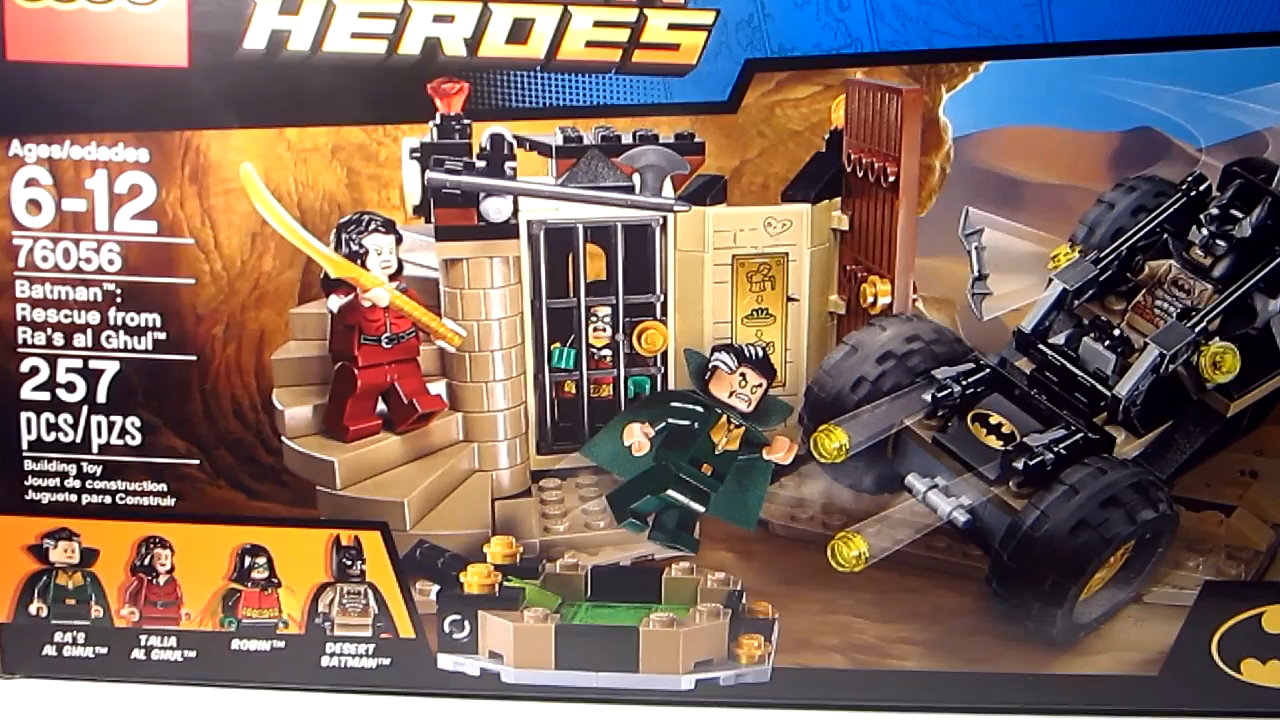 HEROES
Ages/edades
6-12
76056
Batman™:
Rescue from
Ra's al Ghul™
257
pcs/pzs
Building Toy
Jouet de construction
Juguete para Construir
RA'S
AL GHUL™
TALIA
AL GHUL™
ROBIN™
DESERT
BATMAN™